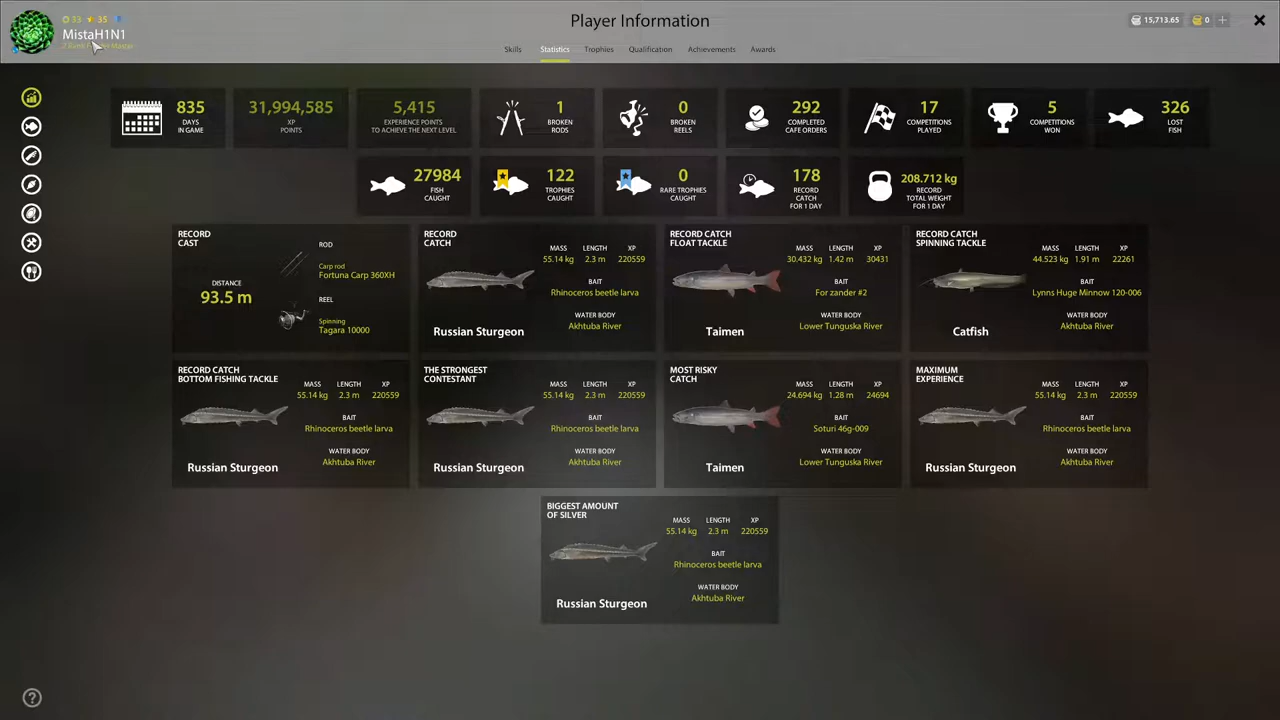 33 35
MistaH1N1
Player Information
15,713.65 0
Skills Statistics Trophies Qualification Achievements Awards
835
DAYS
IN GAME
31,994,585
XP
POINTS
5,415
EXPERIENCE POINTS
TO ACHIEVE THE NEXT LEVEL
1
BROKEN
RODS
0
BROKEN
REELS
292
COMPLETED
CAFE ORDERS
17
COMPETITIONS
PLAYED
5
COMPETITIONS
WON
326
LOST
FISH
27984
FISH
CAUGHT
122
TROPHIES
CAUGHT
0
RARE TROPHIES
CAUGHT
178
RECORD
CATCH
FOR 1 DAY
208.712 kg
RECORD
TOTAL WEIGHT
FOR 1 DAY
RECORD
CAST
DISTANCE
93.5 m
ROD
Carp rod
Fortuna Carp 360XH
REEL
Spinning
Tagara 10000
RECORD
CATCH
MASS LENGTH XP
55.14 kg 2.3 m 220559
BAIT
Rhinoceros beetle larva
WATER BODY
Akhtuba River
Russian Sturgeon
RECORD CATCH
FLOAT TACKLE
MASS LENGTH XP
30.432 kg 1.42 m 30431
BAIT
For zander #2
WATER BODY
Lower Tunguska River
Taimen
RECORD CATCH
SPINNING TACKLE
MASS LENGTH XP
44.523 kg 1.91 m 22261
BAIT
Lynns Huge Minnow 120-006
WATER BODY
Akhtuba River
Catfish
RECORD CATCH
BOTTOM FISHING TACKLE
MASS LENGTH XP
55.14 kg 2.3 m 220559
BAIT
Rhinoceros beetle larva
WATER BODY
Akhtuba River
Russian Sturgeon
THE STRONGEST
CONTESTANT
MASS LENGTH XP
55.14 kg 2.3 m 220559
BAIT
Rhinoceros beetle larva
WATER BODY
Akhtuba River
Russian Sturgeon
MOST RISKY
CATCH
MASS LENGTH XP
24.694 kg 1.28 m 24694
BAIT
Soturi 46g-009
WATER BODY
Lower Tunguska River
Taimen
MAXIMUM
EXPERIENCE
MASS LENGTH XP
55.14 kg 2.3 m 220559
BAIT
Rhinoceros beetle larva
WATER BODY
Akhtuba River
Russian Sturgeon
BIGGEST AMOUNT
OF SILVER
MASS LENGTH XP
55.14 kg 2.3 m 220559
BAIT
Rhinoceros beetle larva
WATER BODY
Akhtuba River
Russian Sturgeon